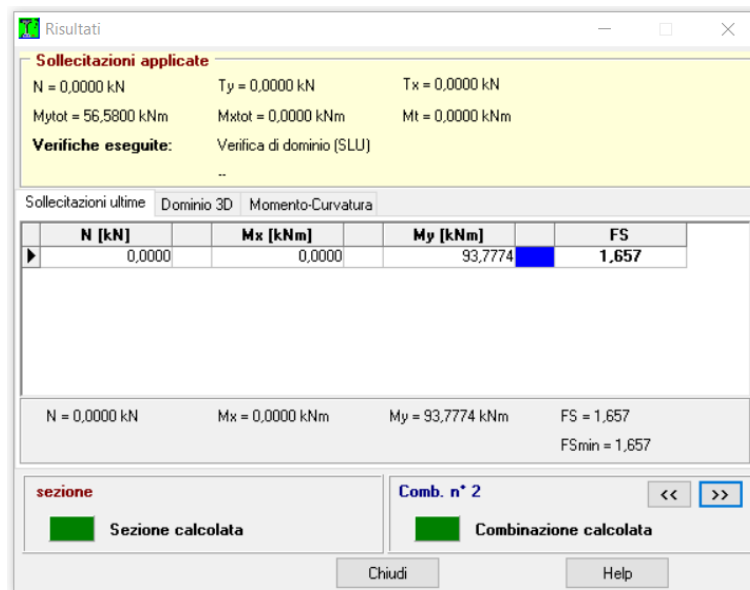 Risultati
Sollecitazioni applicate
N = 0,0000 kN Ty = 0,0000 kN Tx = 0,0000 kN
Mytot = 56,5800 kNm Mxtot = 0,0000 kNm Mt = 0,0000 kNm
Verifiche eseguite: Verifica di dominio (SLU)
--
Sollecitazioni ultime Dominio 3D Momento-Curvatura
N [kN] Mx [kNm] My [kNm] FS
0,0000 0,0000 93,7774 1,657
N = 0,0000 kN Mx = 0,0000 kNm My = 93,7774 kNm FS = 1,657
FSmin = 1,657
sezione Comb. n° 2 << >>
Sezione calcolata Combinazione calcolata
Chiudi Help